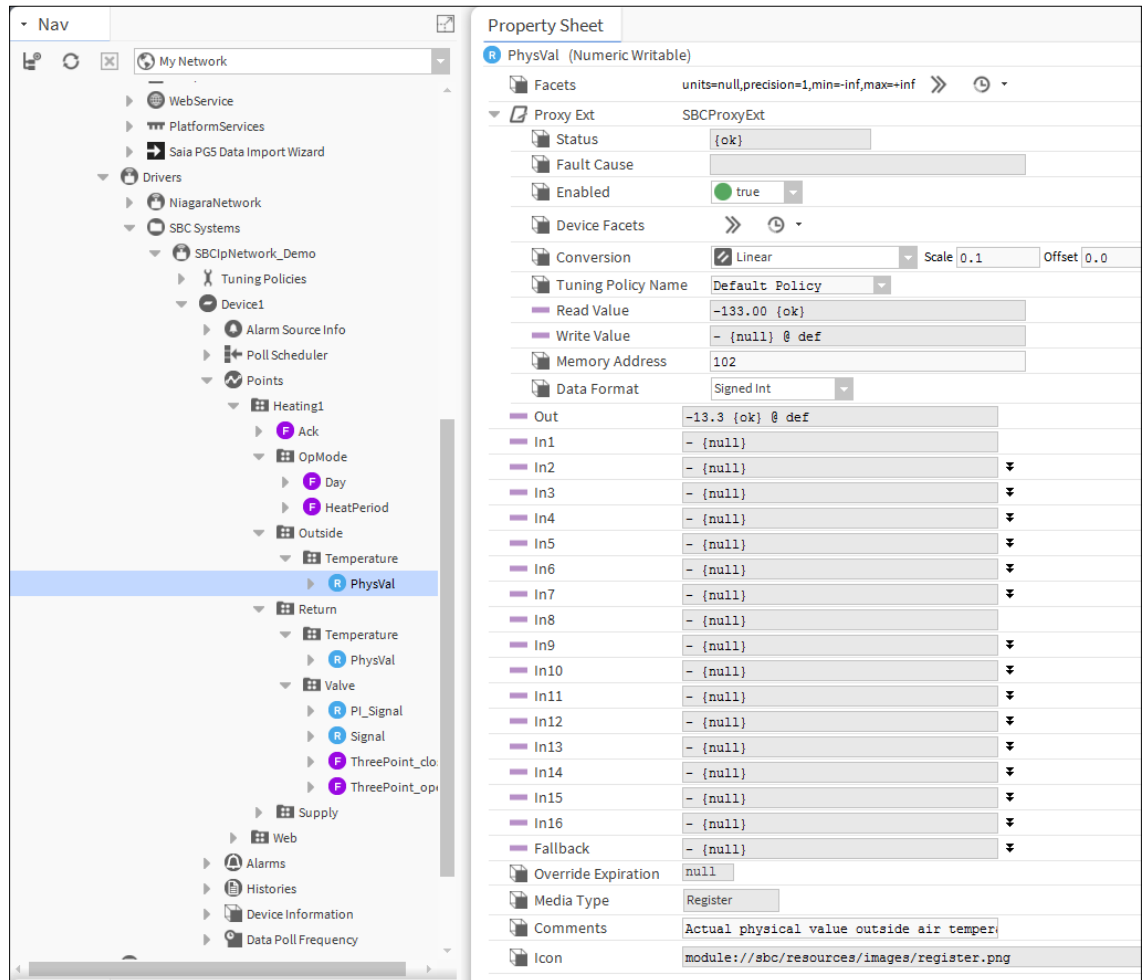 Nav
My Network
WebService
PlatformServices
Saia PG5 Data Import Wizard
Drivers
NiagaraNetwork
SBC Systems
SBCIpNetwork_Demo
Tuning Policies
Device1
Alarm Source Info
Poll Scheduler
Points
Heating1
F Ack
OpMode
F Day
F HeatPeriod
Outside
Temperature
R PhysVal
Return
Temperature
R PhysVal
Valve
R PI_Signal
R Signal
F ThreePoint_clo
F ThreePoint_ope
Supply
Web
Alarms
Histories
Device Information
Data Poll Frequency
Property Sheet
R PhysVal (Numeric Writable)
Facets units=null,precision=1,min=-inf,max=+inf
Proxy Ext SBCProxyExt
Status {ok}
Fault Cause
Enabled true
Device Facets
Conversion Linear Scale 0.1 Offset 0.0
Tuning Policy Name Default Policy
Read Value -133.00 {ok}
Write Value - {null} @ def
Memory Address 102
Data Format Signed Int
Out -13.3 {ok} @ def
In1 - {null}
In2 - {null}
In3 - {null}
In4 - {null}
In5 - {null}
In6 - {null}
In7 - {null}
In8 - {null}
In9 - {null}
In10 - {null}
In11 - {null}
In12 - {null}
In13 - {null}
In14 - {null}
In15 - {null}
In16 - {null}
Fallback - {null}
Override Expiration null
Media Type Register
Comments Actual physical value outside air tempera
Icon module://sbc/resources/images/register.png